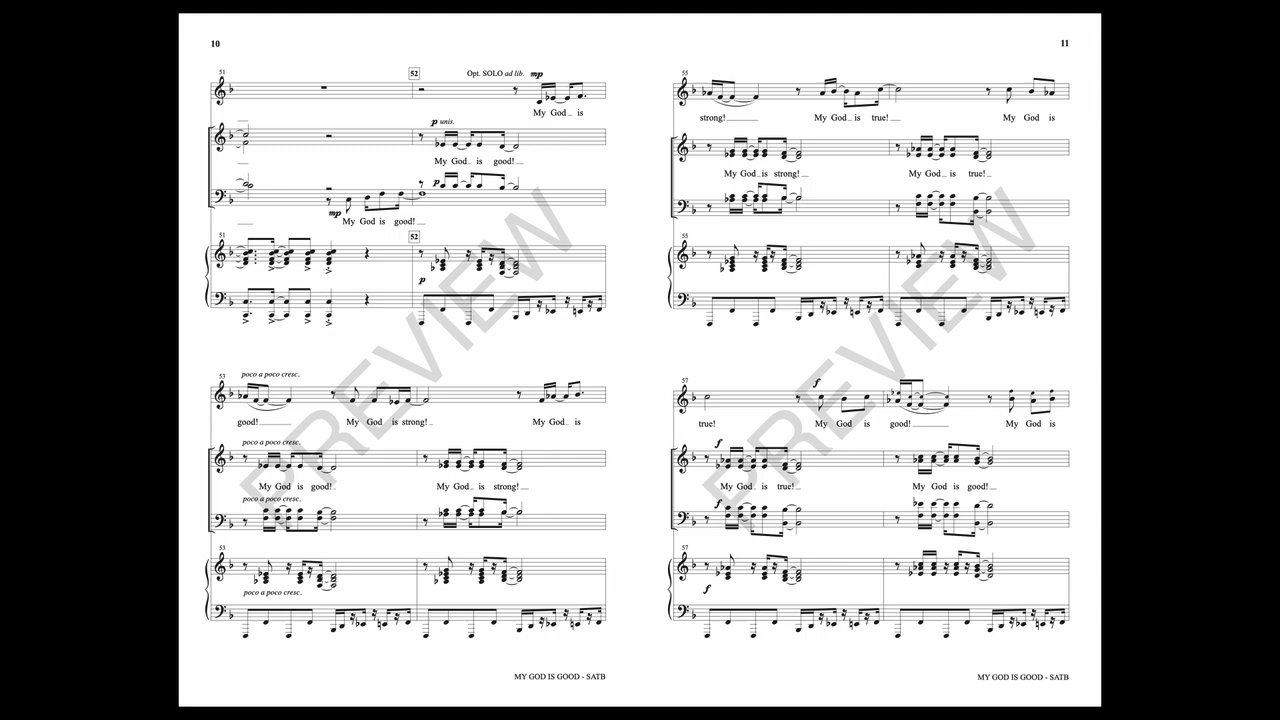 10
51
52
Opt. SOLO ad lib. mp
My God is
p unis.
My God is good!
p
mp
My God is good!
51
52
p
53
poco a poco cresc.
good! My God is strong! My God is
poco a poco cresc.
My God is good! My God is strong!
poco a poco cresc.
53
poco a poco cresc.
MY GOD IS GOOD - SATB
11
55
strong! My God is true! My God is
My God is strong! My God is true!
55
57
f
true! My God is good! My God is
f
My God is true! My God is good!
f
57
f
MY GOD IS GOOD - SATB
PREVIEW
PREVIEW